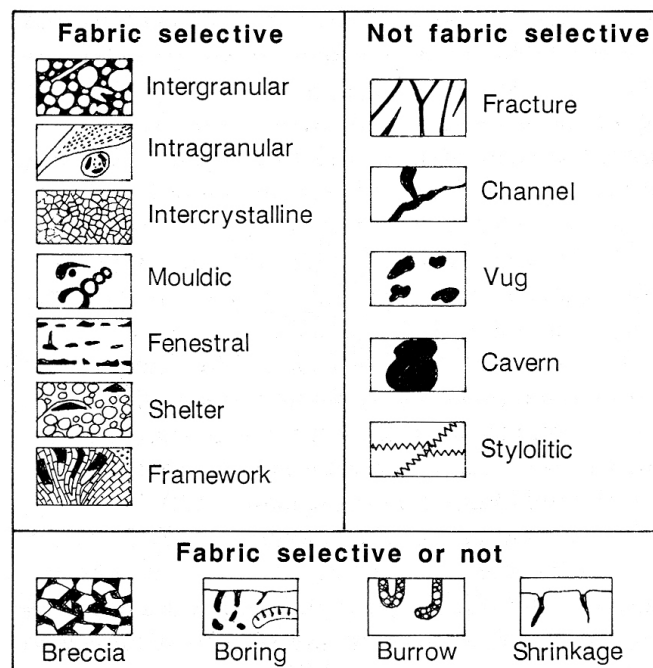 Fabric selective
Intergranular
Intragranular
Intercrystalline
Mouldic
Fenestral
Shelter
Framework
Not fabric selective
Fracture
Channel
Vug
Cavern
Stylolitic
Fabric selective or not
Breccia
Boring
Burrow
Shrinkage